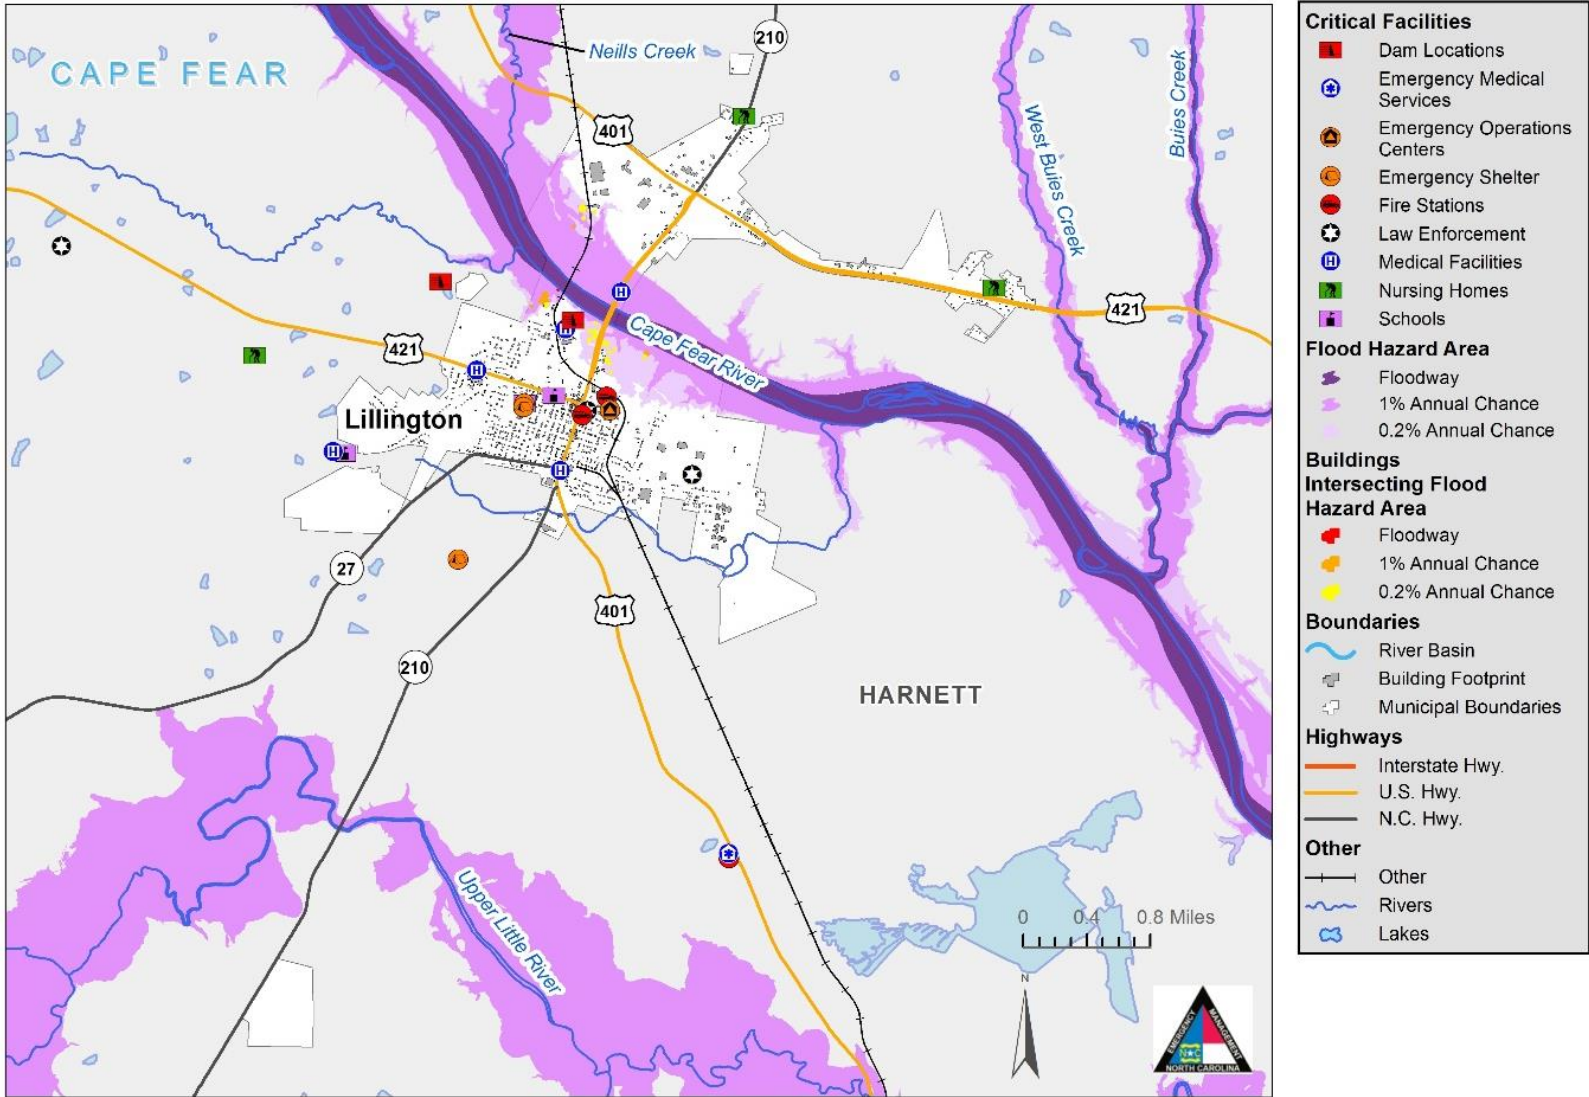 CAPE FEAR
Neills Creek
210
401
West Buies Creek
Buies Creek
421
421
Cape Fear River
Lillington
27
401
210
HARNETT
Upper Little River
0 0.4 0.8 Miles
N
EMERGENCY
MANAGEMENT
N C
NORTH CAROLINA
Critical Facilities
Dam Locations
Emergency Medical
Services
Emergency Operations
Centers
Emergency Shelter
Fire Stations
Law Enforcement
H Medical Facilities
Nursing Homes
Schools
Flood Hazard Area
Floodway
1% Annual Chance
0.2% Annual Chance
Buildings
Intersecting Flood
Hazard Area
Floodway
1% Annual Chance
0.2% Annual Chance
Boundaries
River Basin
Building Footprint
Municipal Boundaries
Highways
Interstate Hwy.
U.S. Hwy.
N.C. Hwy.
Other
Other
Rivers
Lakes